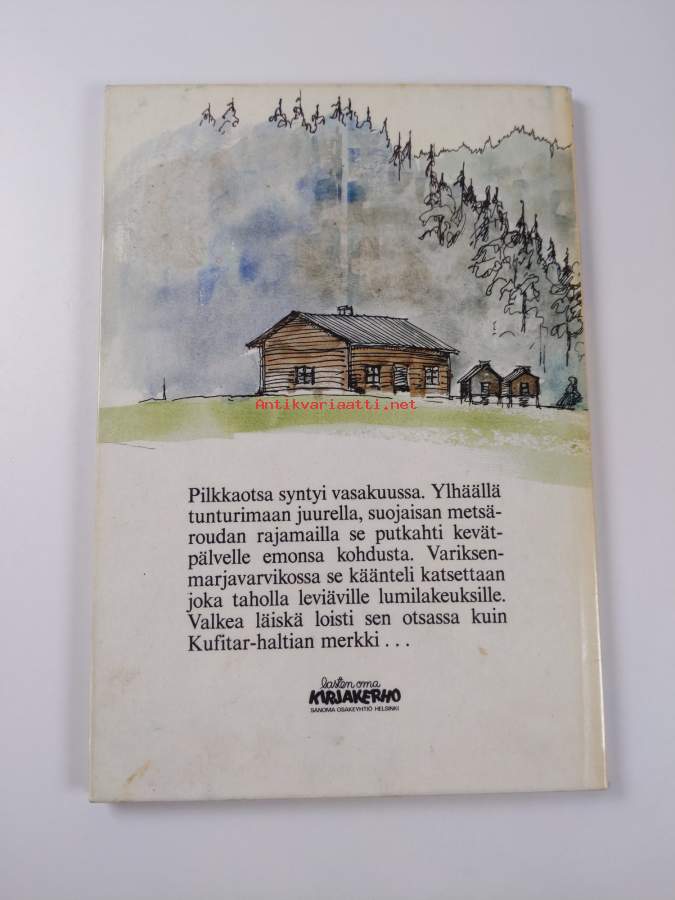 Antikvariaatti.net
Pilkkaotsa syntyi vasakuussa. Ylhäällä
tunturimaan juurella, suojaisan metsä-
roudan rajamailla se putkahti kevät-
pälvelle emonsa kohdusta. Variksen-
marjavarvikossa se käänteli katsettaan
joka taholla leviäville lumilakeuksille.
Valkea läiskä loisti sen otsassa kuin
Kufitar-haltian merkki . . .
lasten oma
KIRJAKERHO
SANOMA OSAKEYHTIÖ HELSINKI